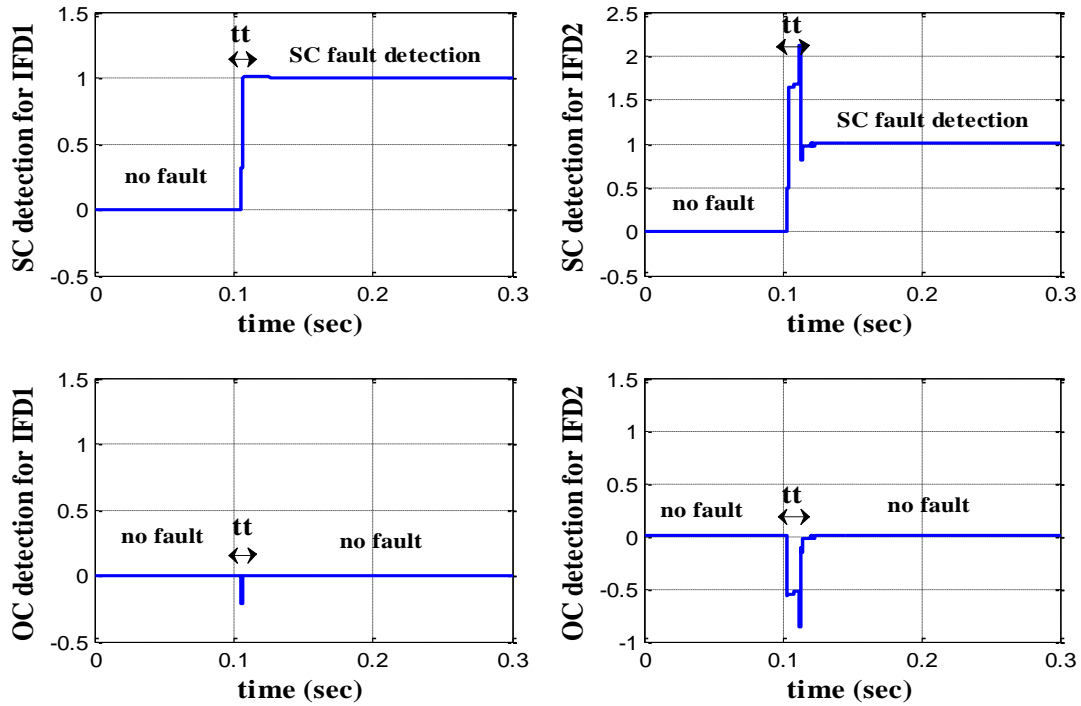 SC detection for IFD1
1.5
1
0.5
0
-0.5
tt
SC fault detection
no fault
0
0.1
0.2
0.3
time (sec)
SC detection for IFD2
2.5
2
1.5
1
0.5
0
-0.5
tt
SC fault detection
no fault
0
0.1
0.2
0.3
time (sec)
OC detection for IFD1
1.5
1
0.5
0
-0.5
no fault
tt
no fault
0
0.1
0.2
0.3
time (sec)
OC detection for IFD2
1.5
1
0.5
0
-0.5
-1
no fault
tt
no fault
0
0.1
0.2
0.3
time (sec)